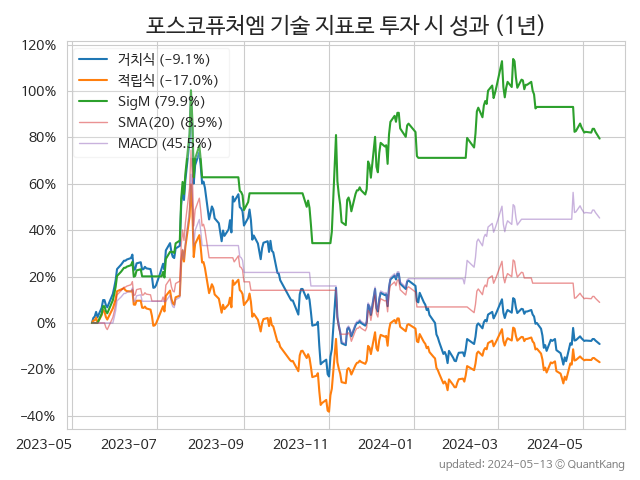 포스코퓨처엠 기술 지표로 투자 시 성과 (1년)
120%
100%
80%
60%
40%
20%
0%
−20%
−40%
거치식 (−9.1%)
적립식 (−17.0%)
SigM (79.9%)
SMA(20) (8.9%)
MACD (45.5%)
2023-05
2023-07
2023-09
2023-11
2024-01
2024-03
2024-05
updated: 2024-05-13 ⓒ QuantKang